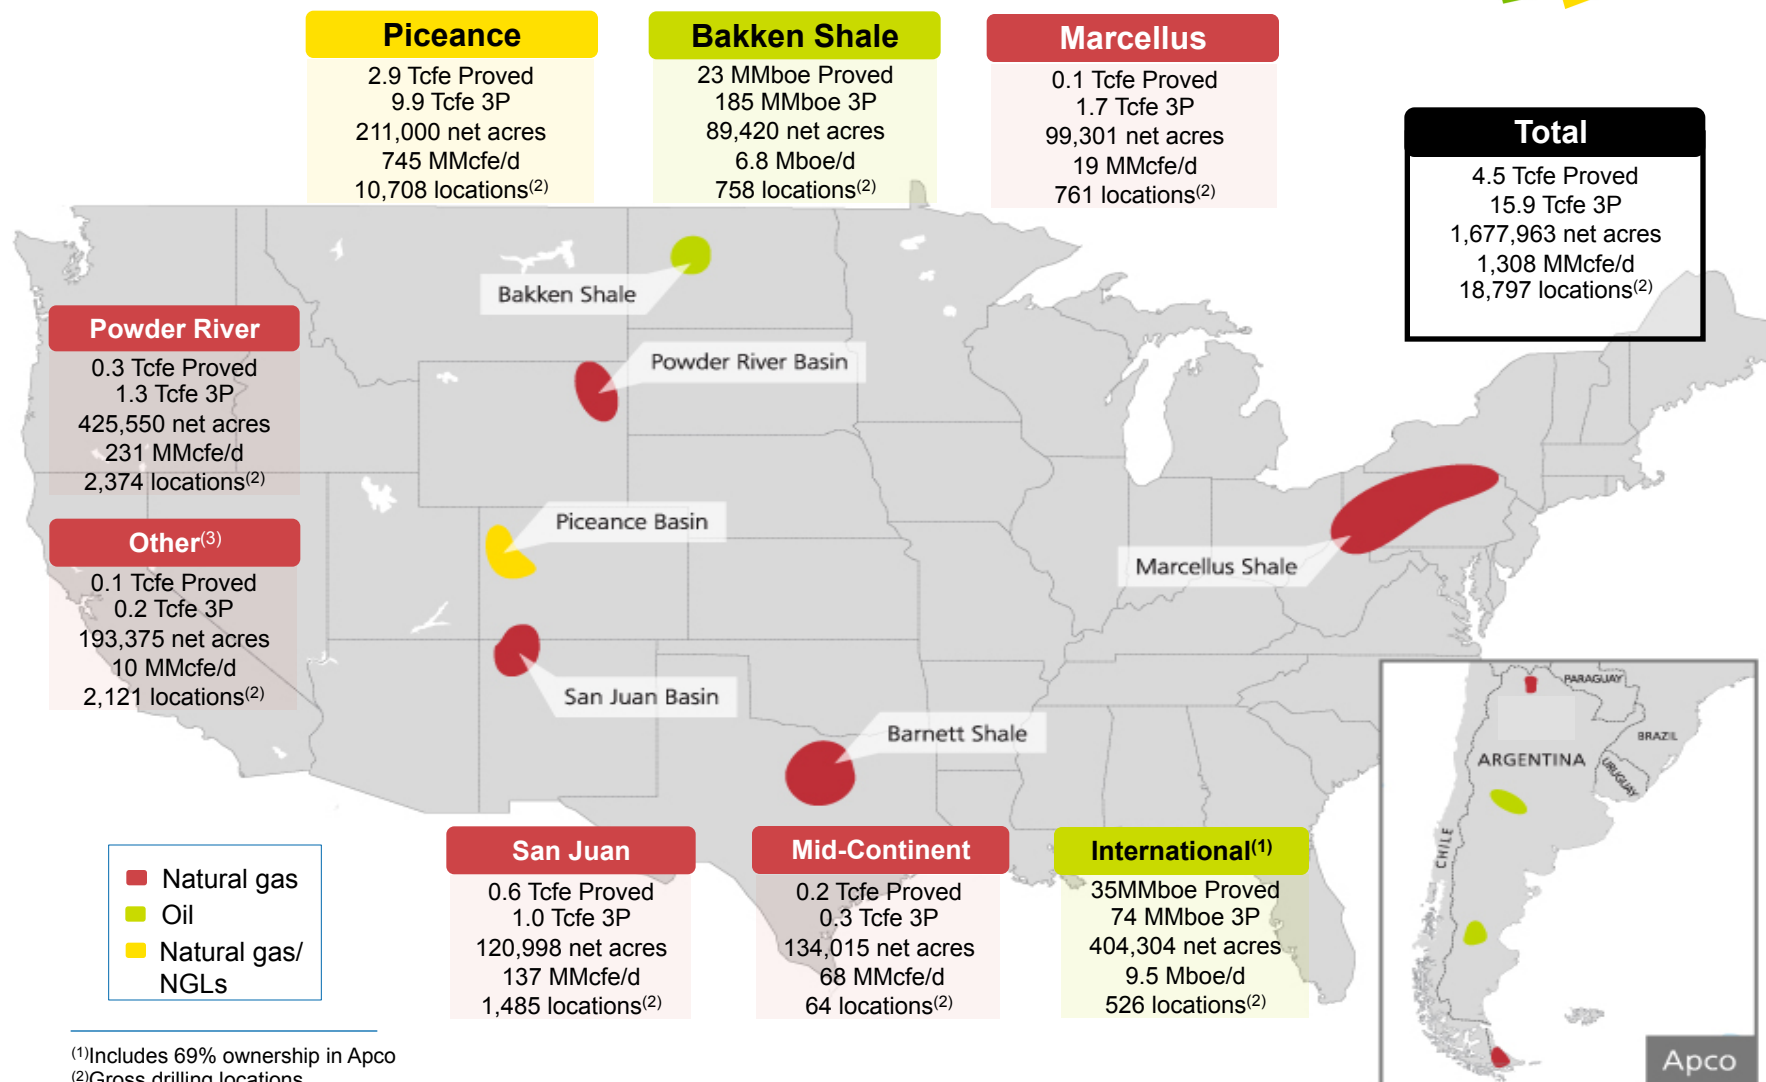 Piceance
2.9 Tcfe Proved
9.9 Tcfe 3P
211,000 net acres
745 MMcfe/d
10,708 locations(2)
Bakken Shale
23 MMboe Proved
185 MMboe 3P
89,420 net acres
6.8 Mboe/d
758 locations(2)
Marcellus
0.1 Tcfe Proved
1.7 Tcfe 3P
99,301 net acres
19 MMcfe/d
761 locations(2)
Total
4.5 Tcfe Proved
15.9 Tcfe 3P
1,677,963 net acres
1,308 MMcfe/d
18,797 locations(2)
Bakken Shale
Powder River Basin
Piceance Basin
San Juan Basin
Barnett Shale
Marcellus Shale
Powder River
0.3 Tcfe Proved
1.3 Tcfe 3P
425,550 net acres
231 MMcfe/d
2,374 locations(2)
Other(3)
0.1 Tcfe Proved
0.2 Tcfe 3P
193,375 net acres
10 MMcfe/d
2,121 locations(2)
San Juan
0.6 Tcfe Proved
1.0 Tcfe 3P
120,998 net acres
137 MMcfe/d
1,485 locations(2)
Mid-Continent
0.2 Tcfe Proved
0.3 Tcfe 3P
134,015 net acres
68 MMcfe/d
64 locations(2)
International(1)
35MMboe Proved
74 MMboe 3P
404,304 net acres
9.5 Mboe/d
526 locations(2)
PARAGUAY
BRAZIL
ARGENTINA
URUGUAY
CHILE
Apco
Natural gas
Oil
Natural gas/
NGLs
(1)Includes 69% ownership in Apco
(2)Gross drilling locations